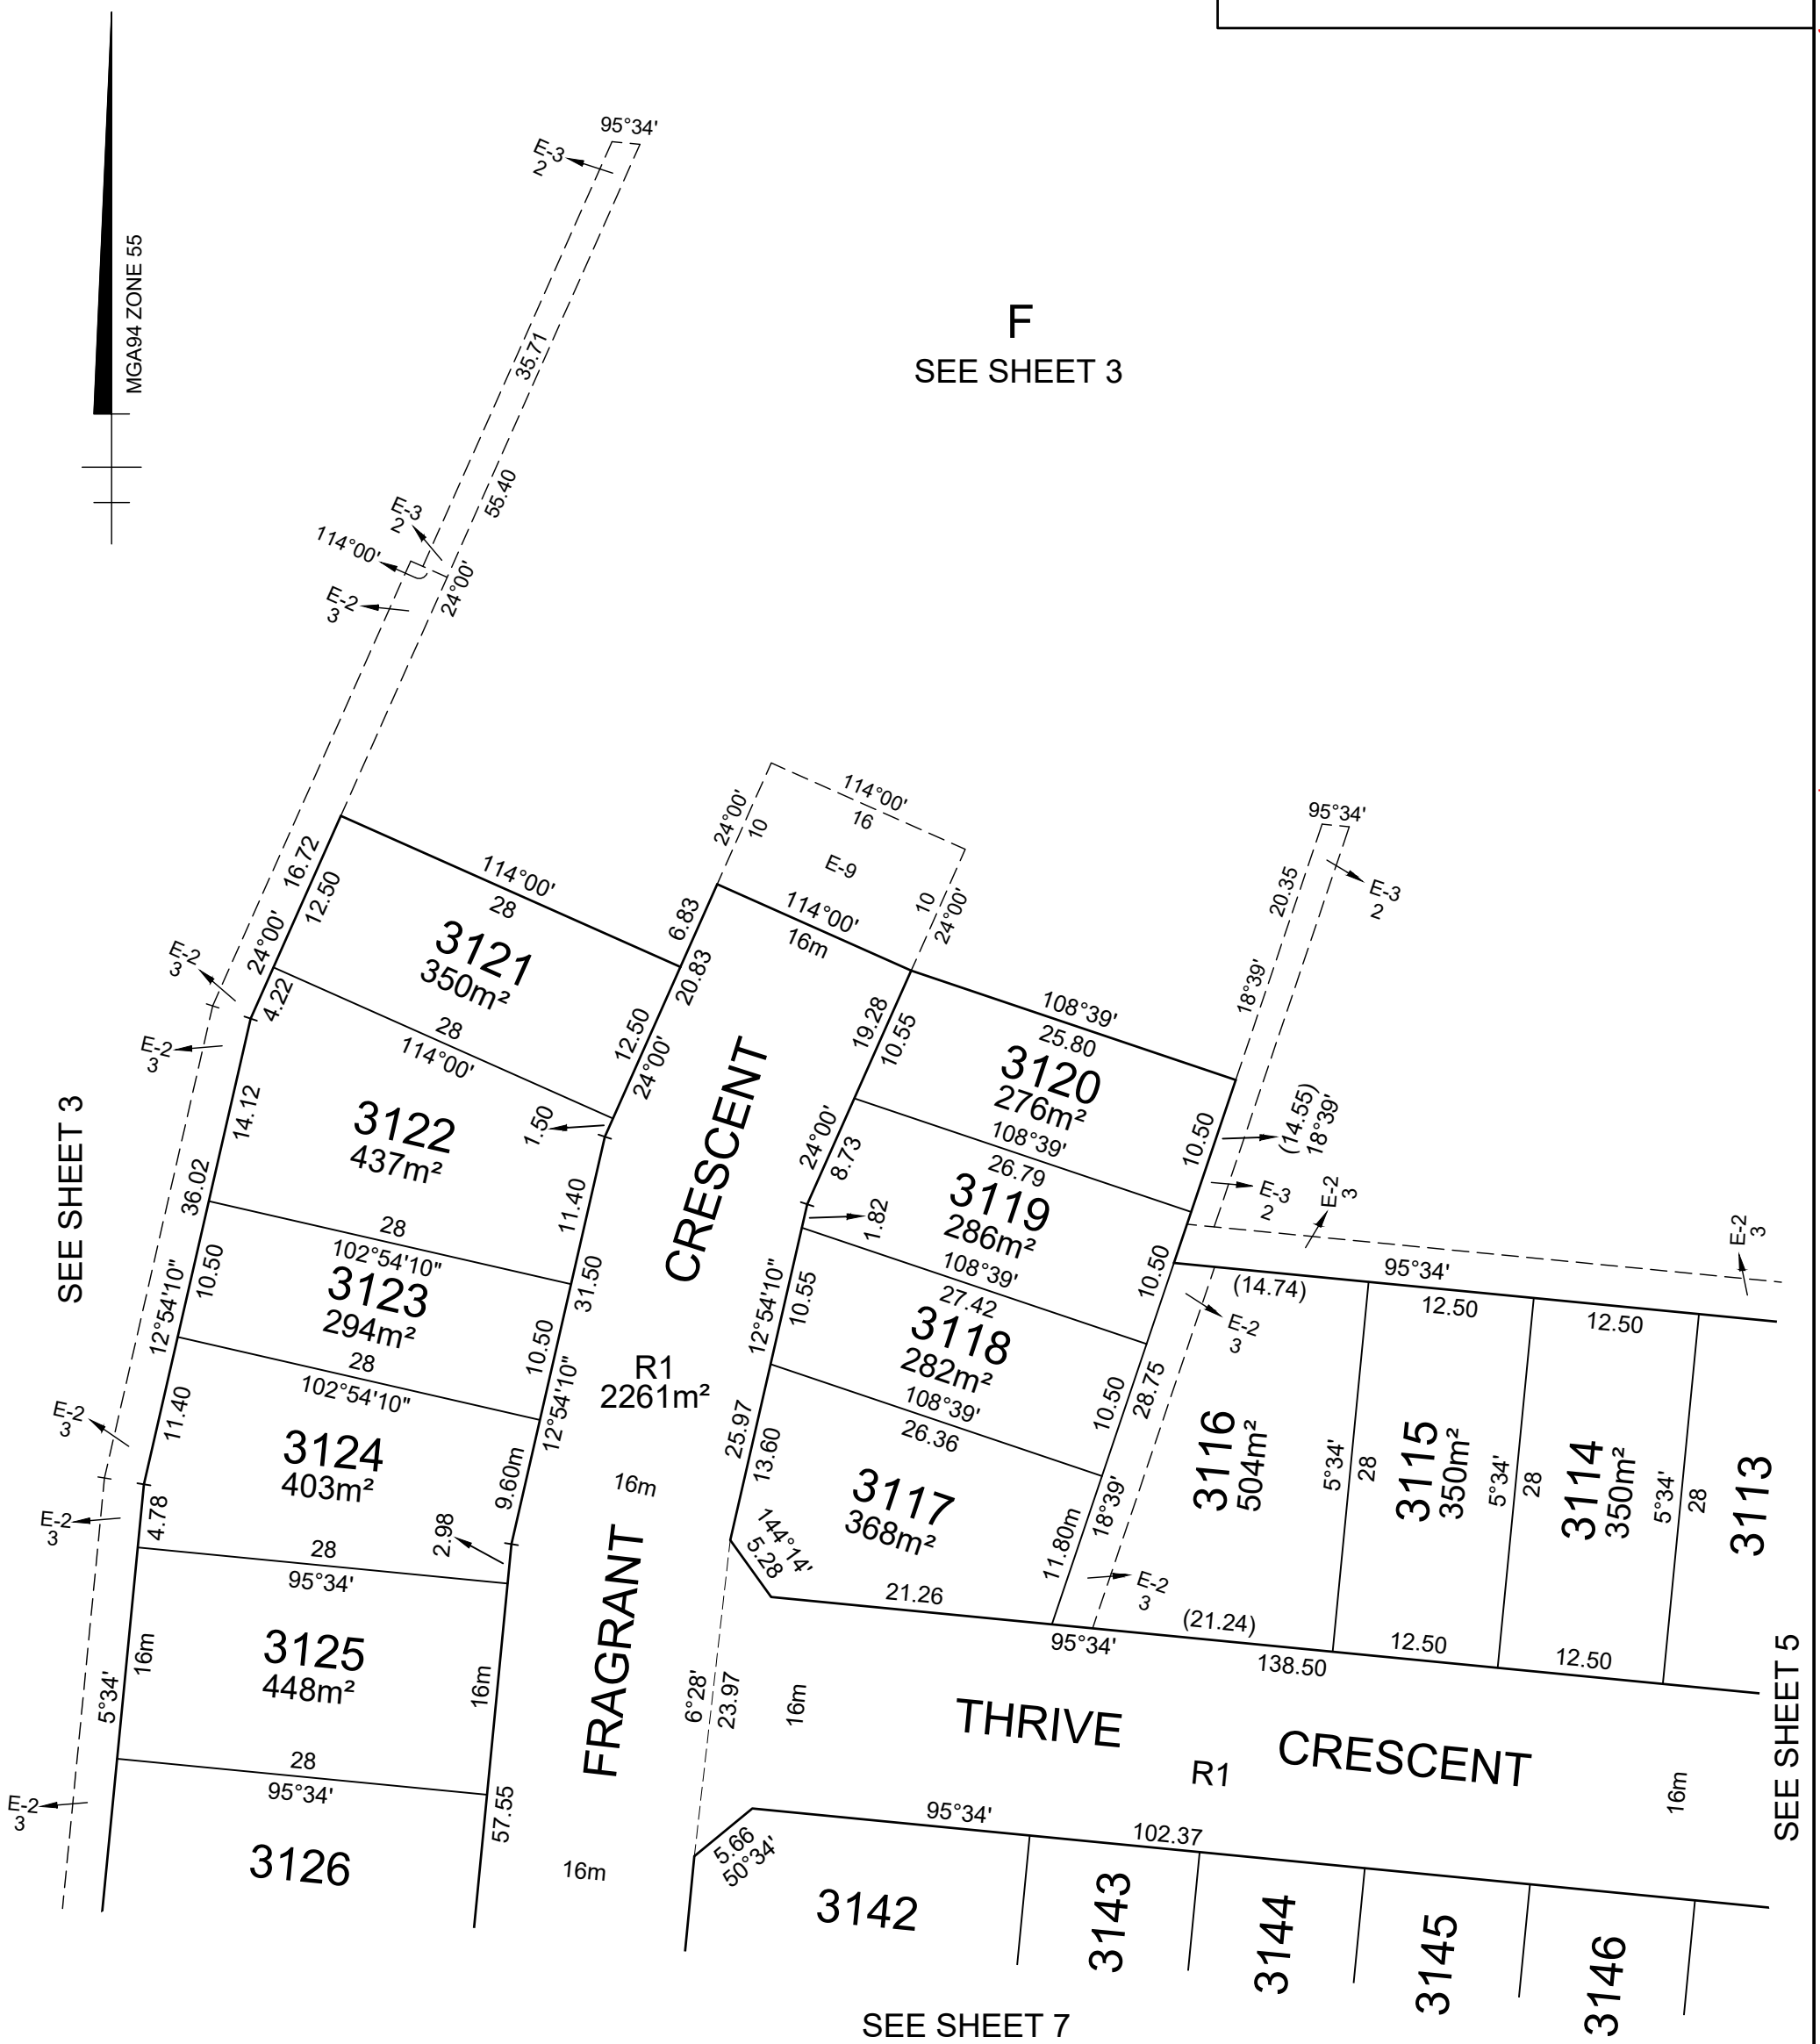 95°34'
E-3
2
MGA94 ZONE 55
35.71
F
SEE SHEET 3
55.40
E-3
2
114°00'
24°00'
E-2
3
114°00'
16
24°00'
10
E-9
10
24°00'
95°34'
20.35
E-3
2
18°39'
16.72
12.50
24°00'
114°00'
28
3121
350m²
6.83
20.83
114°00'
16m
E-2
3
4.22
28
114°00'
12.50
24°00'
19.28
10.55
108°39'
25.80
3120
276m²
10.50
(14.55)
18°39'
E-2
3
14.12
3122
437m²
1.50
CRESCENT
24°00'
8.73
108°39'
26.79
3119
286m²
E-3
2
E-2
3
E-2
3
SEE SHEET 3
36.02
11.40
1.82
10.50
95°34'
28
102°54'10"
3123
294m²
10.50
12°54'10"
31.50
10.50
12°54'10"
10.55
108°39'
27.42
3118
282m²
(14.74)
12.50
12.50
E-2
3
28
102°54'10"
12°54'10"
R1
2261m²
108°39'
26.36
10.50
28.75
E-2
3
11.40
3124
403m²
9.60m
16m
25.97
13.60
3117
368m²
18°39'
11.80m
3116
504m²
5°34'
28
3115
350m²
5°34'
28
3114
350m²
5°34'
28
3113
E-2
3
4.78
2.98
28
95°34'
144°14'
5.28
21.26
E-2
3
(21.24)
95°34'
138.50
12.50
12.50
SEE SHEET 5
5°34'
16m
3125
448m²
16m
FRAGRANT
6°28'
23.97
16m
THRIVE
CRESCENT
R1
16m
E-2
3
28
95°34'
3126
57.55
16m
5.66
50°34'
95°34'
102.37
3142
3143
3144
3145
3146
SEE SHEET 7